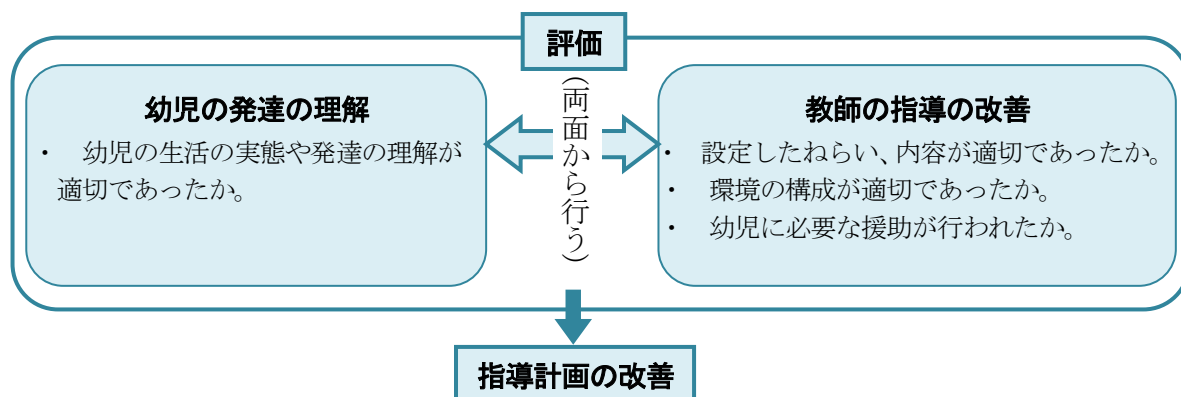 評価
(両面から行う)
幼児の発達の理解
・ 幼児の生活の実態や発達の理解が
適切であったか。
教師の指導の改善
・ 設定したねらい、内容が適切であったか。
・ 環境の構成が適切であったか。
・ 幼児に必要な援助が行われたか。
指導計画の改善